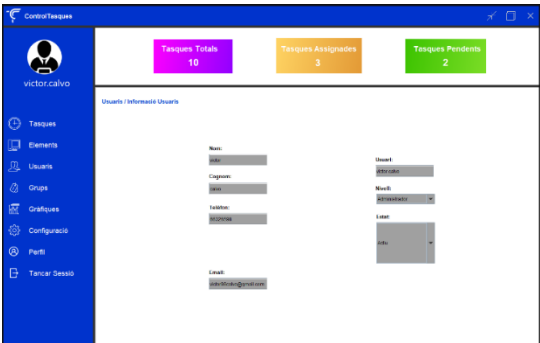 ControlTasques
victor.calvo
Tasques
Elements
Usuaris
Grups
Gràfiques
Configuració
Perfil
Tancar Sessió
Tasques Totals
10
Tasques Assignades
3
Tasques Pendents
2
Usuaris / Informació Usuaris
Nom:
Cognom:
Telèfon:
Email:
Usuari:
Nivell:
Administrador
Estat: